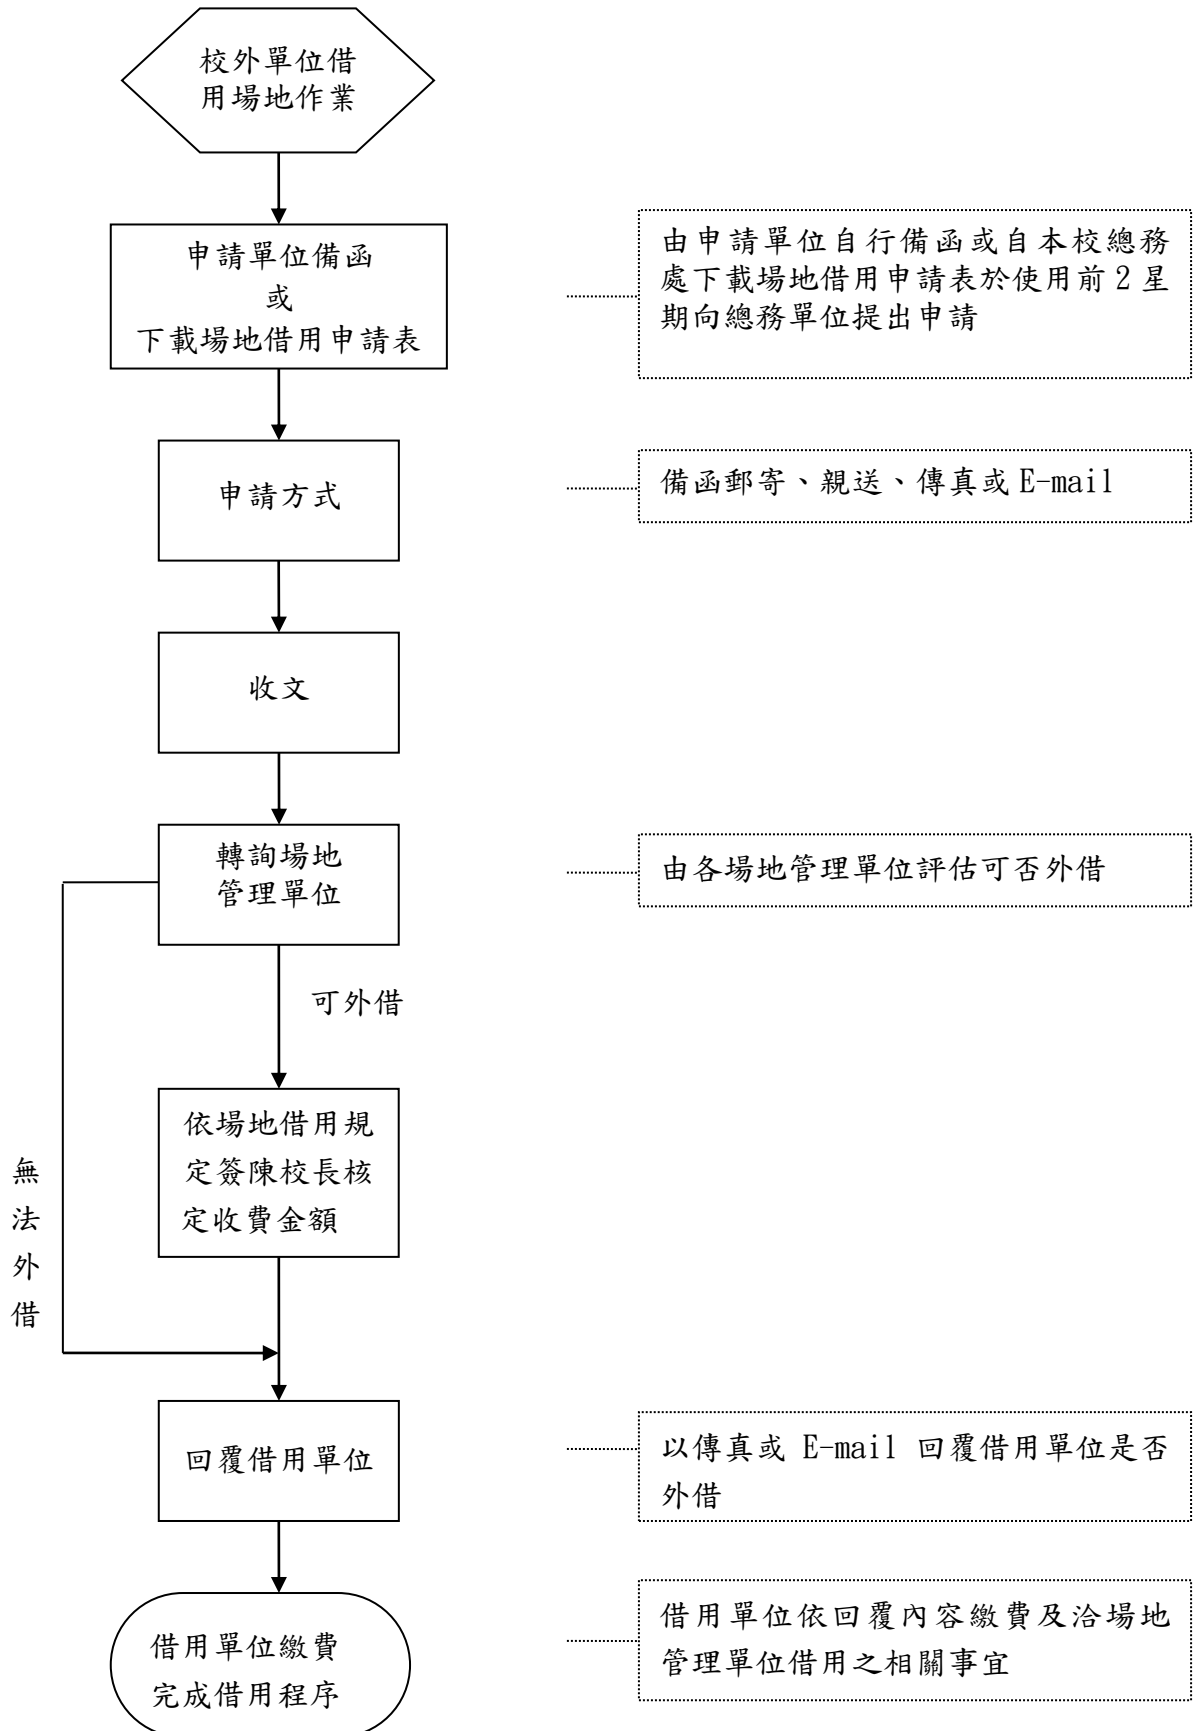 校外單位借
用場地作業
申請單位備函
或
下載場地借用申請表
由申請單位自行備函或自本校總務
處下載場地借用申請表於使用前2星
期向總務單位提出申請
申請方式
備函郵寄、親送、傳真或E-mail
收文
轉詢場地
管理單位
由各場地管理單位評估可否外借
可外借
依場地借用規
定簽陳校長核
定收費金額
無
法
外
借
回覆借用單位
以傳真或 E-mail 回覆借用單位是否
外借
借用單位繳費
完成借用程序
借用單位依回覆內容繳費及洽場地
管理單位借用之相關事宜